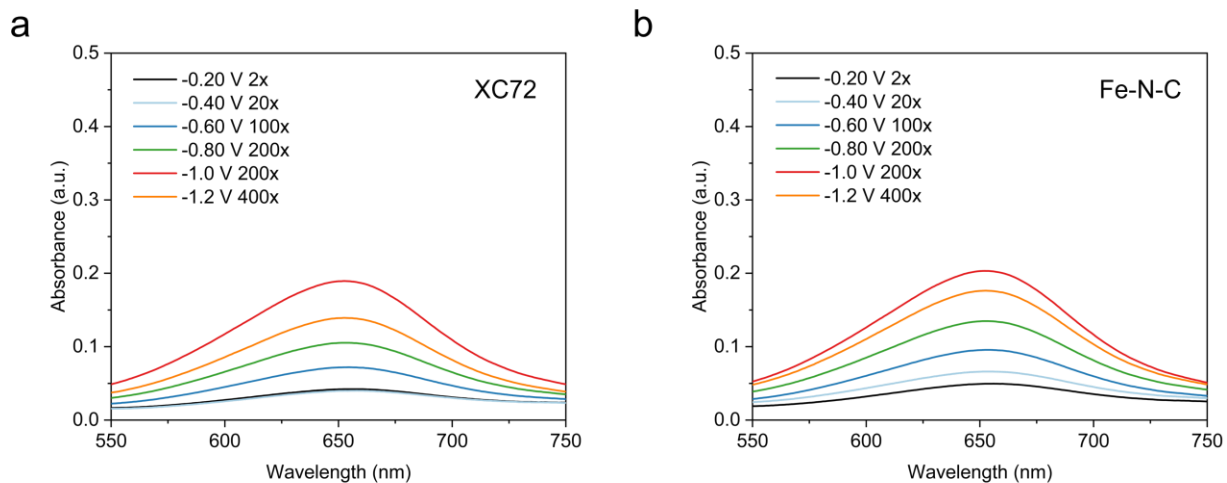 a
XC72
-0.20 V 2x
-0.40 V 20x
-0.60 V 100x
-0.80 V 200x
-1.0 V 200x
-1.2 V 400x
Absorbance (a.u.)
0.5
0.4
0.3
0.2
0.1
0.0
550
600
650
700
750
Wavelength (nm)
b
Fe-N-C
-0.20 V 2x
-0.40 V 20x
-0.60 V 100x
-0.80 V 200x
-1.0 V 200x
-1.2 V 400x
Absorbance (a.u.)
0.5
0.4
0.3
0.2
0.1
0.0
550
600
650
700
750
Wavelength (nm)